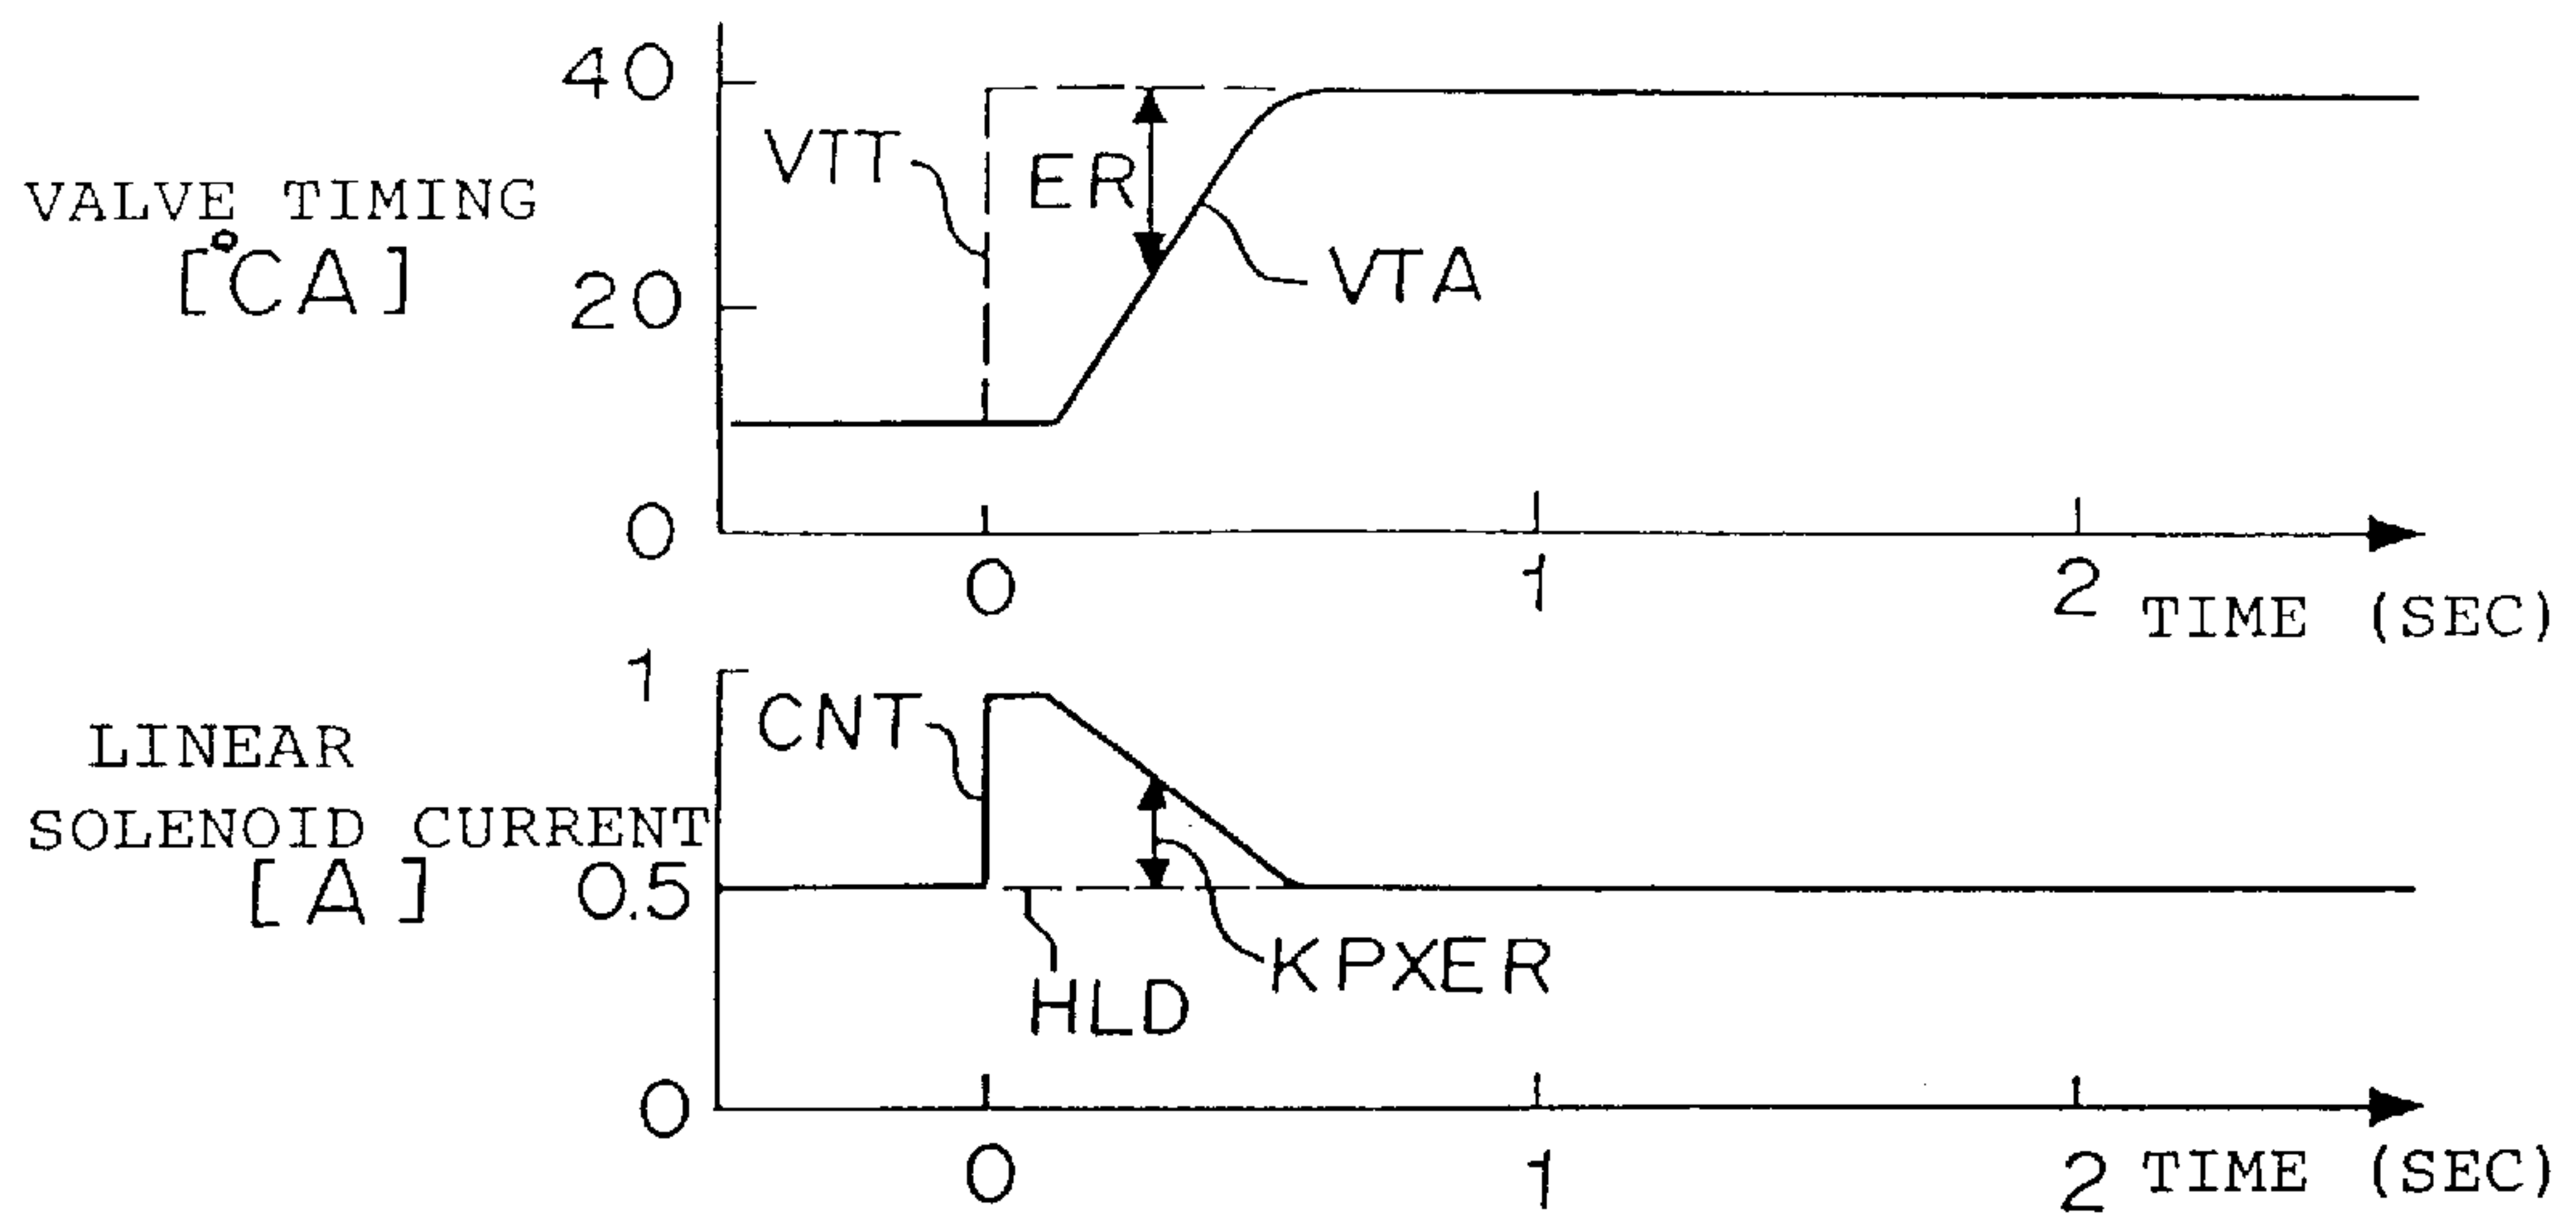 40
VTT
ER
VALVE TIMING
[°CA]
VTA
20
0
0
1
2
TIME (SEC)
1
CNT
LINEAR
SOLENOID CURRENT
[A]
0.5
KPXER
HLD
0
0
1
2
TIME (SEC)